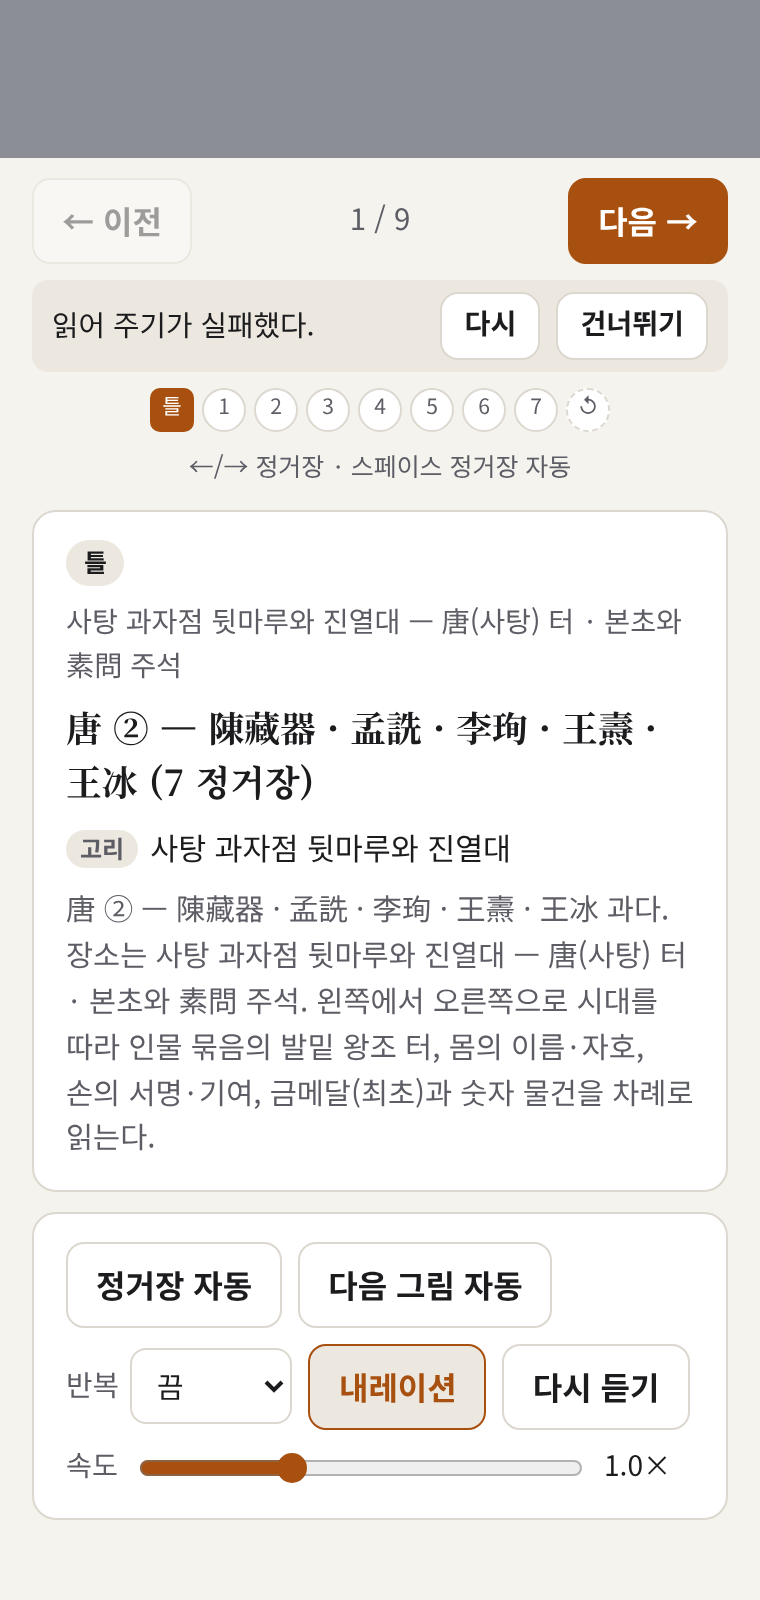 ← 이전
1 / 9
다음 →
읽어 주기가 실패했다.
다시
건너뛰기
틀 1 2 3 4 5 6 7
←/→ 정거장 · 스페이스 정거장 자동
틀
사탕 과자점 뒷마루와 진열대 — 唐(사탕) 터 · 본초와
素問 주석
唐 ② — 陳藏器 · 孟詵 · 李珣 · 王燾 ·
王冰 (7 정거장)
고리 사탕 과자점 뒷마루와 진열대
唐 ② — 陳藏器 · 孟詵 · 李珣 · 王燾 · 王冰 과다.
장소는 사탕 과자점 뒷마루와 진열대 — 唐(사탕) 터
· 본초와 素問 주석. 왼쪽에서 오른쪽으로 시대를
따라 인물 묶음의 발밑 왕조 터, 몸의 이름·자호,
손의 서명·기여, 금메달(최초)과 숫자 물건을 차례로
읽는다.
정거장 자동
다음 그림 자동
반복 끔
내레이션
다시 듣기
속도
1.0×